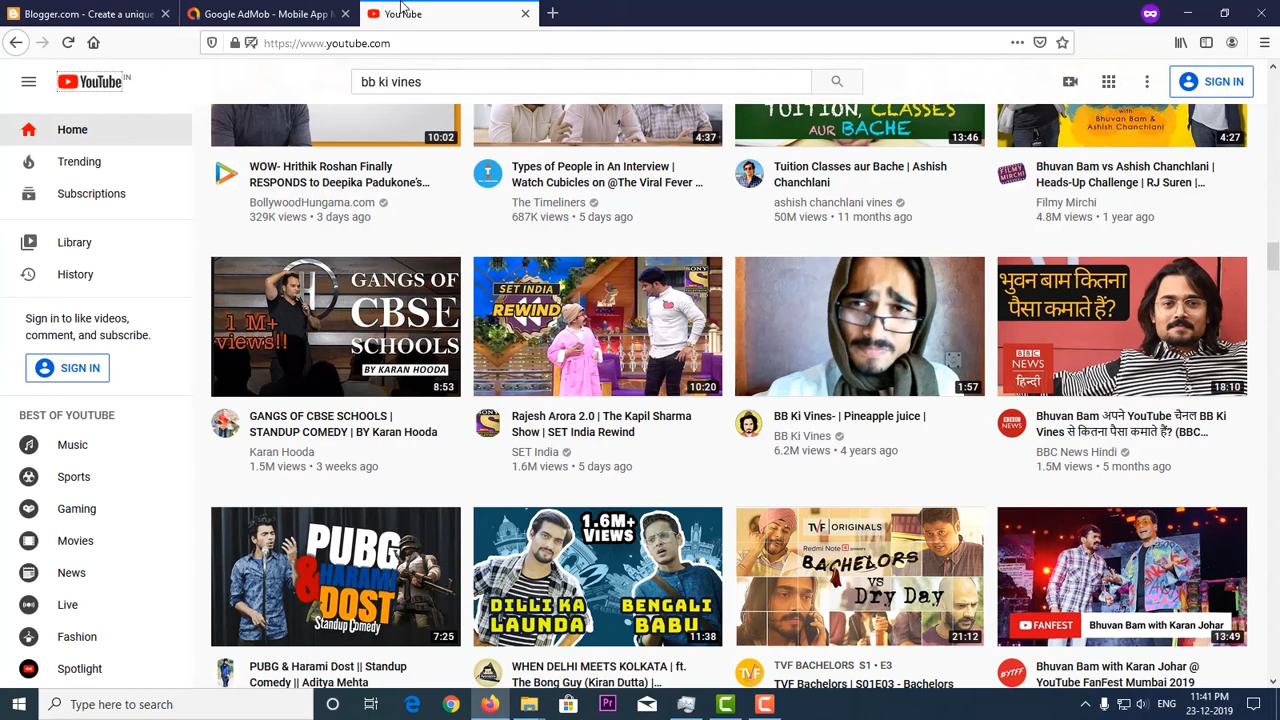 Blogger.com - Create a unique
Google AdMob - Mobile App M
YouTube
https://www.youtube.com
YouTube IN
bb ki vines
SIGN IN
Home
Trending
Subscriptions
Library
History
Sign in to like videos,
comment, and subscribe.
SIGN IN
BEST OF YOUTUBE
Music
Sports
Gaming
Movies
News
Live
Fashion
Spotlight
10:02
WOW- Hrithik Roshan Finally
RESPONDS to Deepika Padukone's...
BollywoodHungama.com
329K views • 3 days ago
4:37
Types of People in An Interview |
Watch Cubicles on @The Viral Fever ...
The Timeliners
687K views • 5 days ago
TUITION, CLASSES
AUR BACHE
13:46
Tuition Classes aur Bache | Ashish
Chanchlani
ashish chanchlani vines
50M views • 11 months ago
with
Bhuvan Bam &
Ashish Chanchlani
4:27
FILMY
MIRCHI
Bhuvan Bam vs Ashish Chanchlani |
Heads-Up Challenge | RJ Suren |...
Filmy Mirchi
4.8M views • 1 year ago
GANGS OF
CBSE
SCHOOLS
BY KARAN HOODA
1 M+
views!!
8:53
GANGS OF CBSE SCHOOLS |
STANDUP COMEDY | BY Karan Hooda
Karan Hooda
1.5M views • 3 weeks ago
SET INDIA
REWIND
SONY
10:20
Rajesh Arora 2.0 | The Kapil Sharma
Show | SET India Rewind
SET India
1.6M views • 5 days ago
1:57
BB Ki Vines- | Pineapple juice |
BB Ki Vines
6.2M views • 4 years ago
भुवन बाम कितना
पैसा कमाते हैं?
BBC
NEWS
हिन्दी
18:10
BBC
NEWS
Bhuvan Bam अपने YouTube चैनल BB Ki
Vines से कितना पैसा कमाते हैं? (BBC...
BBC News Hindi
1.5M views • 5 months ago
PUBG
& HARAMI
DOST
Standup Comedy
7:25
PUBG & Harami Dost || Standup
Comedy || Aditya Mehta
1.6M+
VIEWS
DILLI KA
LAUNDA
BENGALI
BABU
11:38
WHEN DELHI MEETS KOLKATA | ft.
The Bong Guy (Kiran Dutta) |...
TVF ORIGINALS
Redmi Note 4
BACHELORS
VS
Dry Day
21:12
TVF
TVF BACHELORS S1 • E3
TVF Bachelors | S01E03 - Bachelors
FANFEST
Bhuvan Bam with Karan Johar
13:49
Bhuvan Bam with Karan Johar @
YouTube FanFest Mumbai 2019
Type here to search
Pr
ENG
11:41 PM
23-12-2019